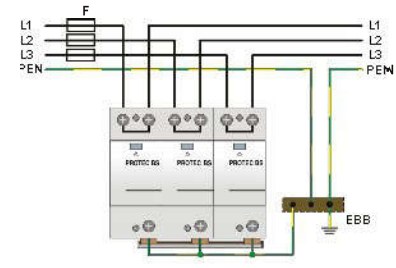 F
L1 L1
L2 L2
L3 L3
PEN PEN
PROTEC BS PROTEC BS PROTEC BS
EBB